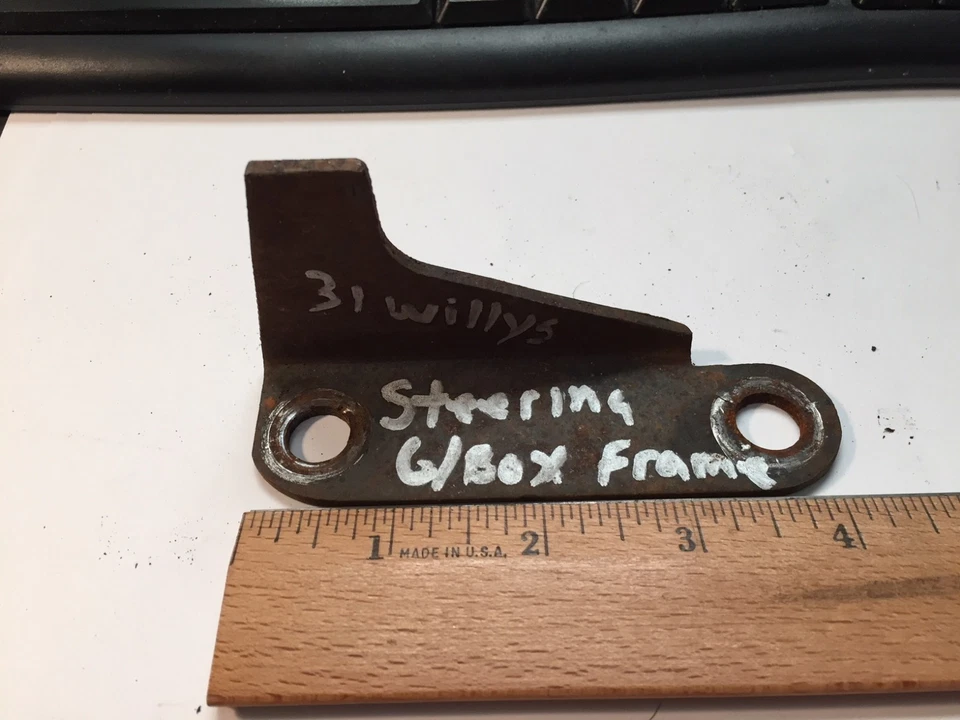 31 Willys
Steering
G/Box Frame
1 MADE IN U.S.A. 2 3 4